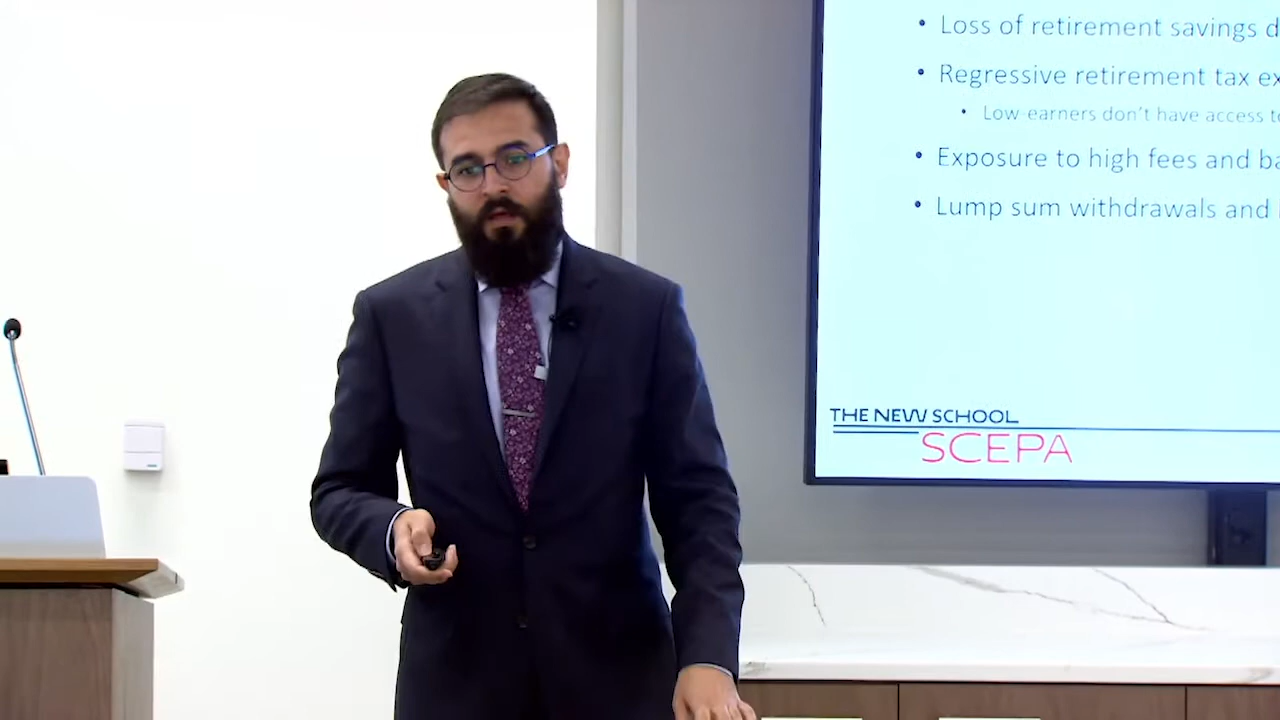 • Loss of retirement savings
• Regressive retirement tax
• Low-earners don't have access
• Exposure to high fees and
• Lump sum withdrawals and
THE NEW SCHOOL
SCEPA